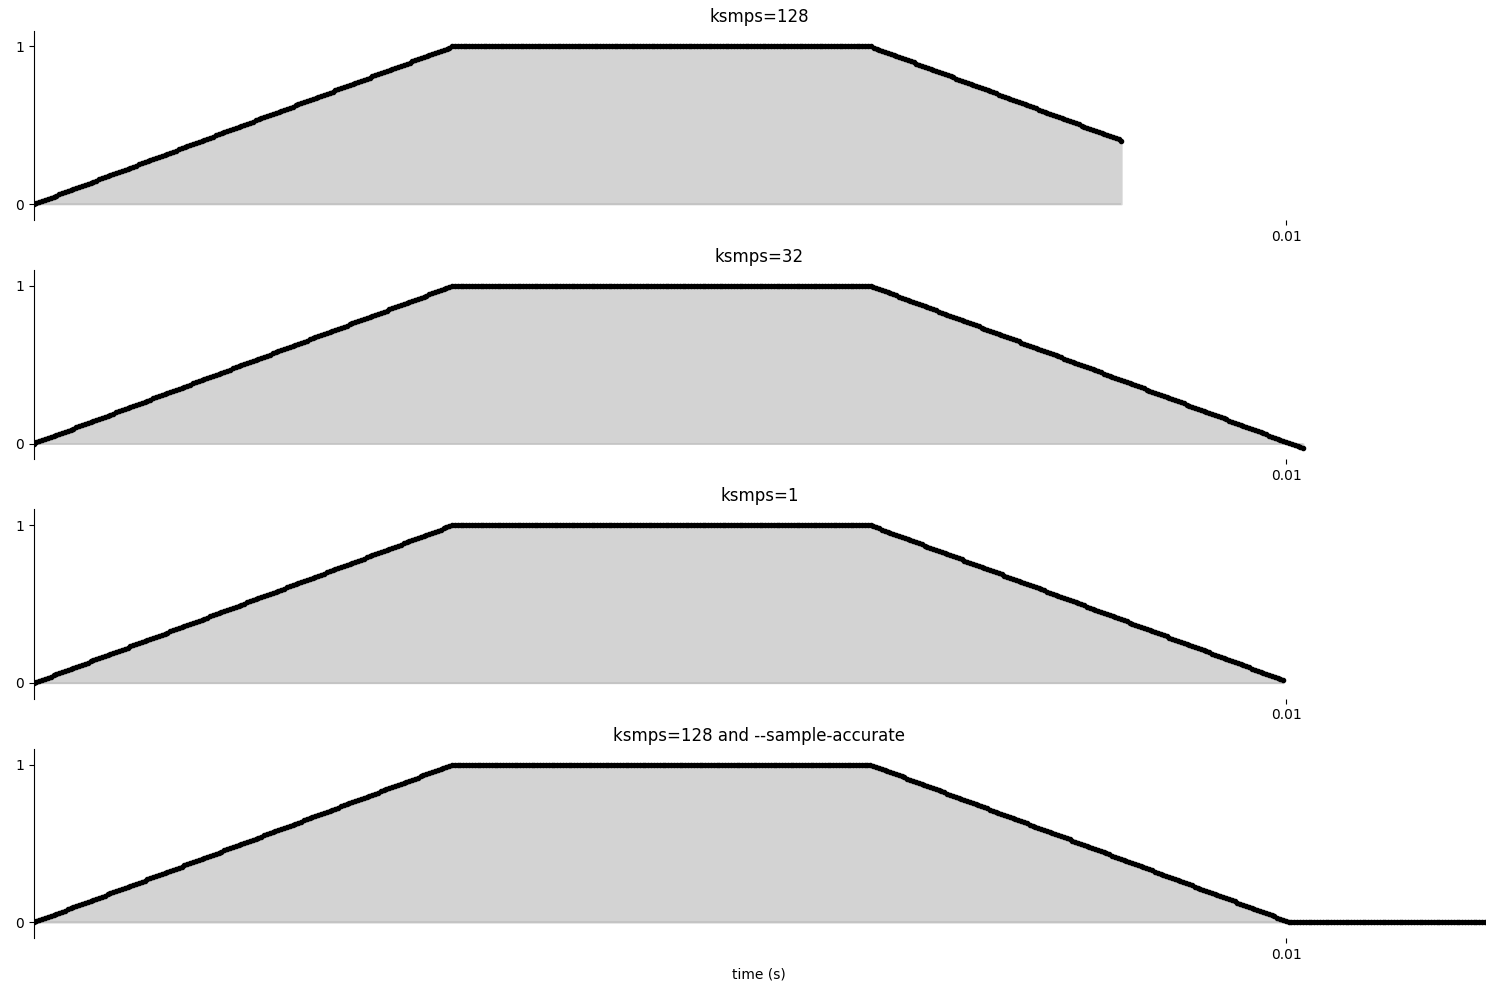 ksmps=128
1
0
0.01
ksmps=32
1
0
0.01
ksmps=1
1
0
0.01
ksmps=128 and --sample-accurate
1
0
0.01
time (s)